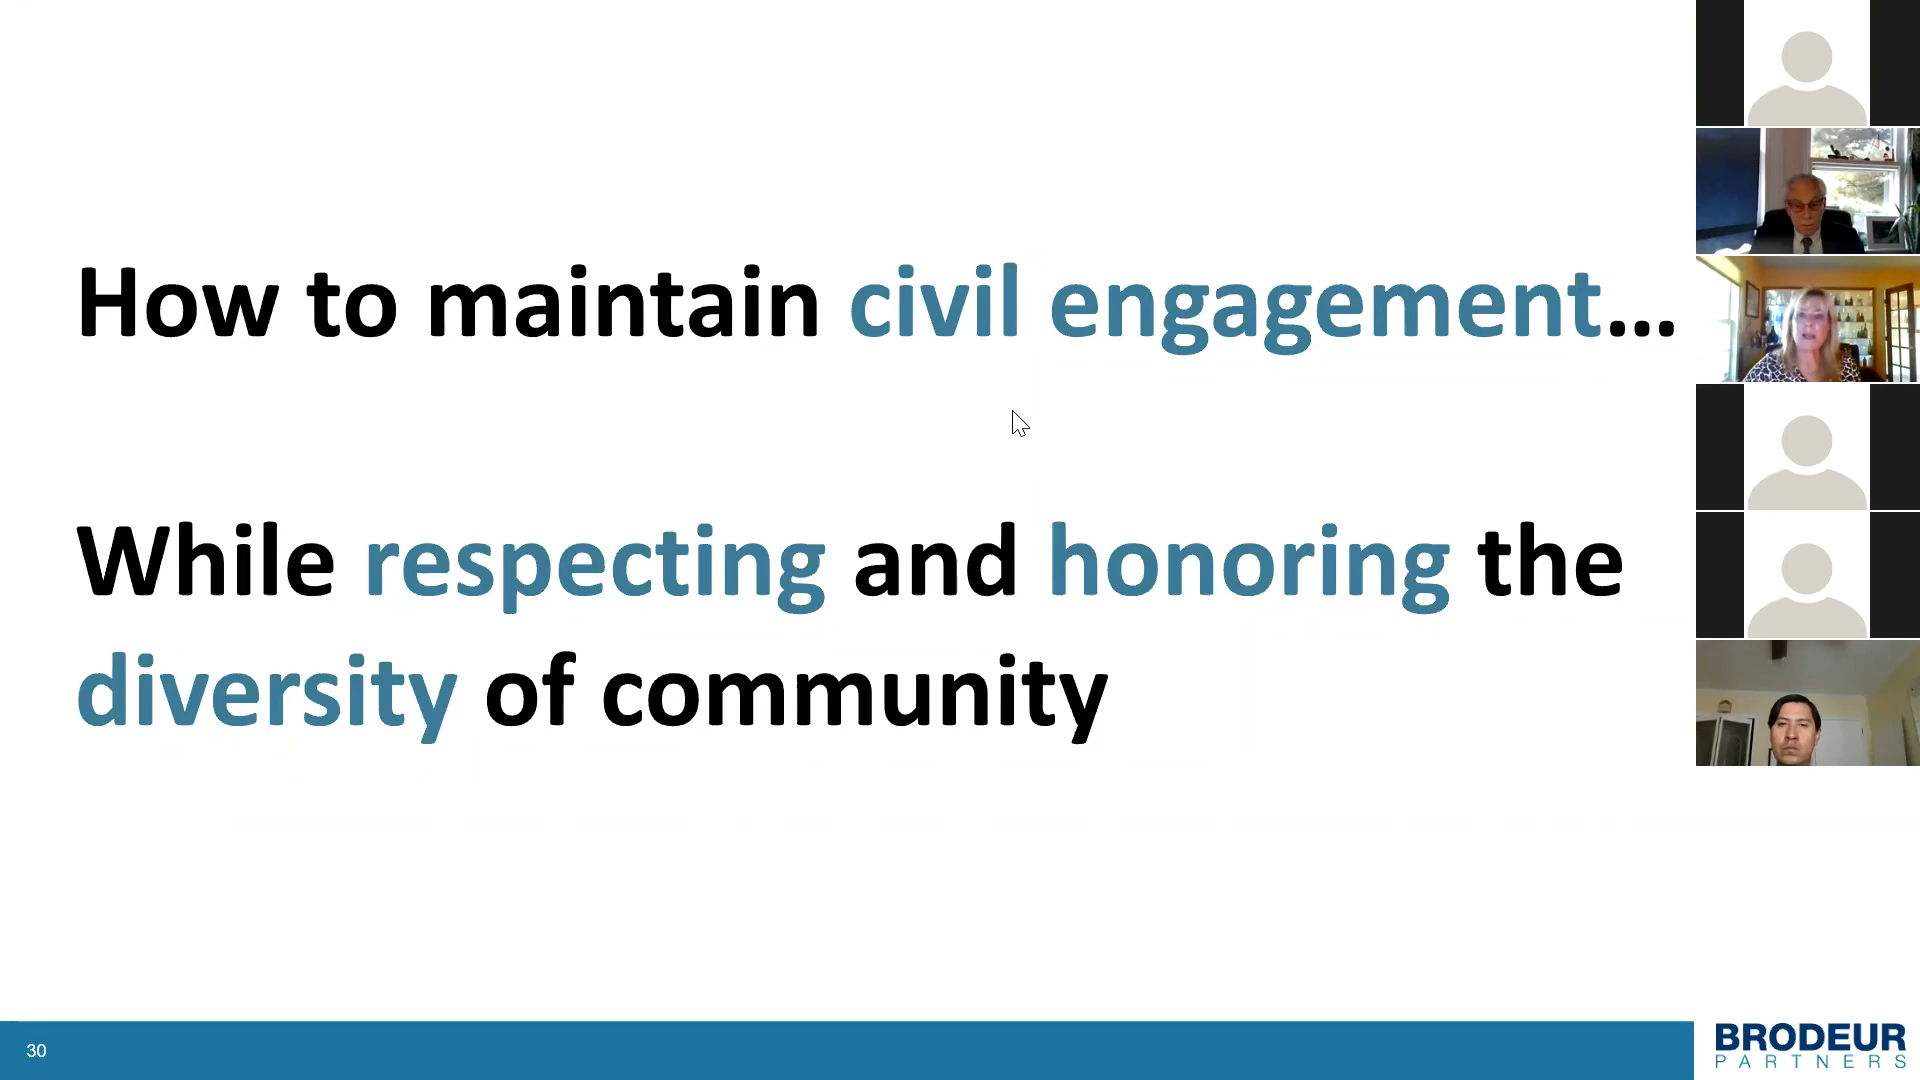 How to maintain civil engagement...
While respecting and honoring the
diversity of community
30
BRODEUR
PARTNERS